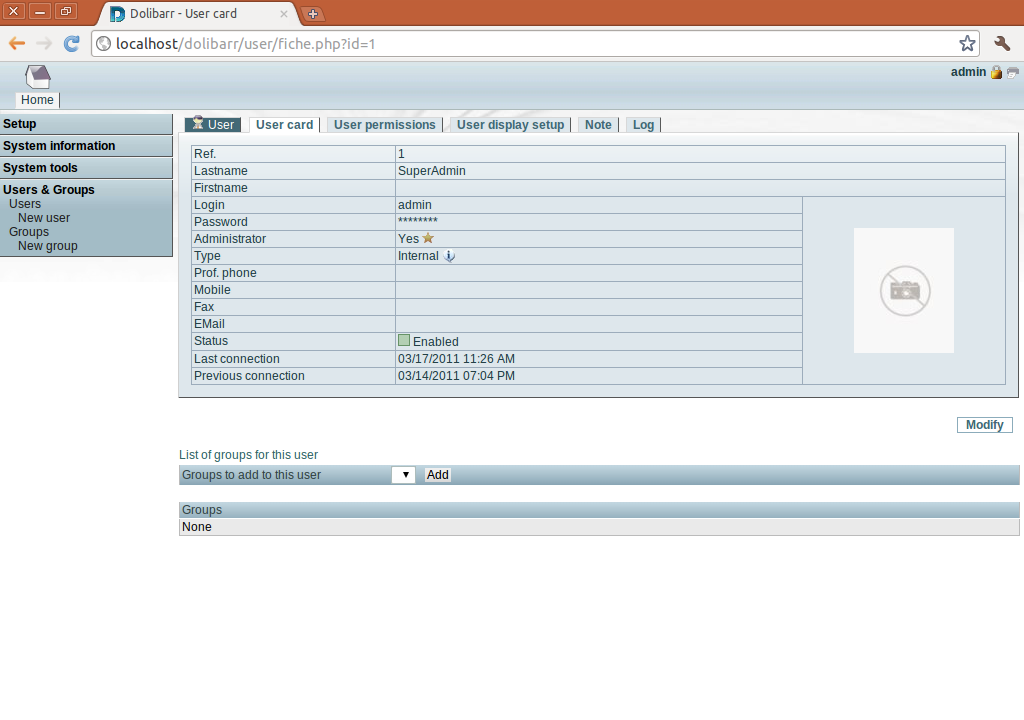 Dolibarr - User card
localhost/dolibarr/user/fiche.php?id=1
admin
Home
Setup
System information
System tools
Users & Groups
Users
New user
Groups
New group
User User card User permissions User display setup Note Log
Ref. 1
Lastname SuperAdmin
Firstname
Login admin
Password ********
Administrator Yes
Type Internal
Prof. phone
Mobile
Fax
EMail
Status Enabled
Last connection 03/17/2011 11:26 AM
Previous connection 03/14/2011 07:04 PM
Modify
List of groups for this user
Groups to add to this user Add
Groups
None